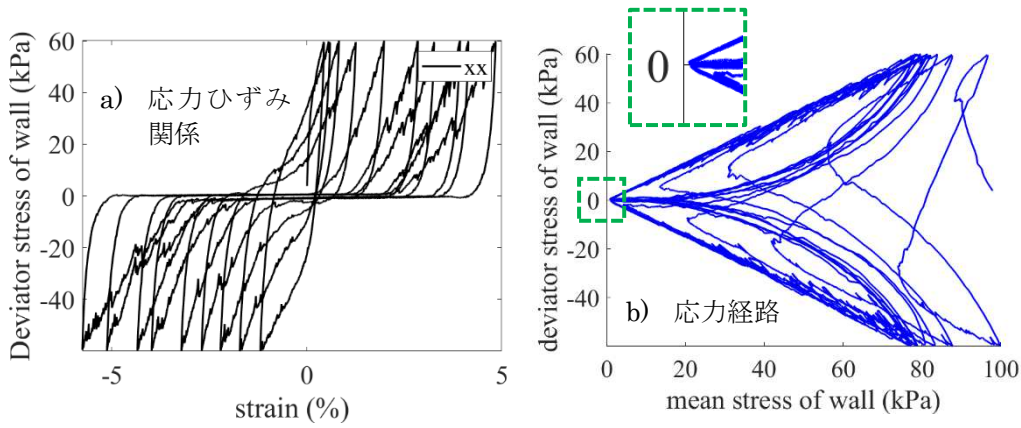 Deviator stress of wall (kPa)
60
40
20
0
-20
-40
-5
0
5
strain (%)
xx
a) 応力ひずみ
関係
deviator stress of wall (kPa)
60
40
20
0
-20
-40
0
20
40
60
80
100
mean stress of wall (kPa)
0
b) 応力経路